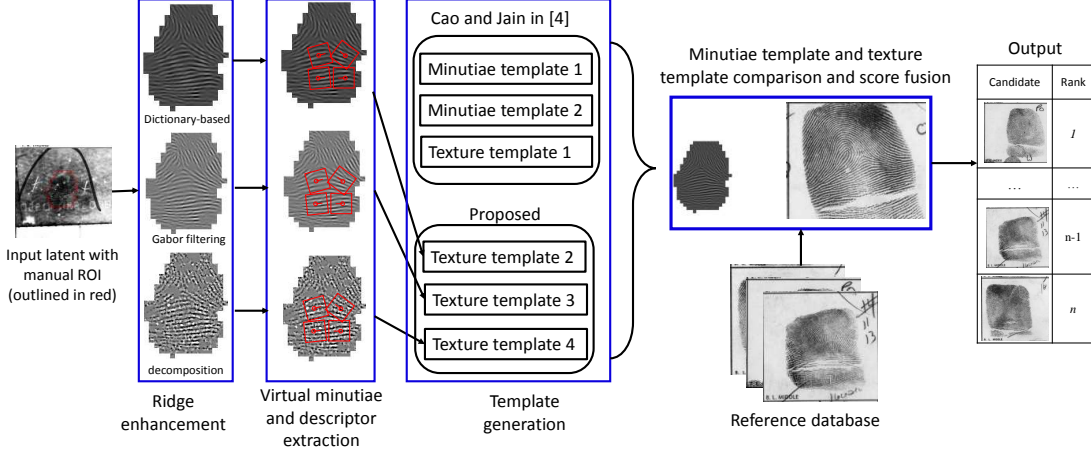 Input latent with
manual ROI
(outlined in red)
Dictionary-based
Gabor filtering
decomposition
Ridge
enhancement
Virtual minutiae
and descriptor
extraction
Cao and Jain in [4]
Minutiae template 1
Minutiae template 2
Texture template 1
Proposed
Texture template 2
Texture template 3
Texture template 4
Template
generation
Minutiae template and texture
template comparison and score fusion
B. L. MIDDLE
Reference database
Output
Candidate Rank
1
... ...
n-1
n